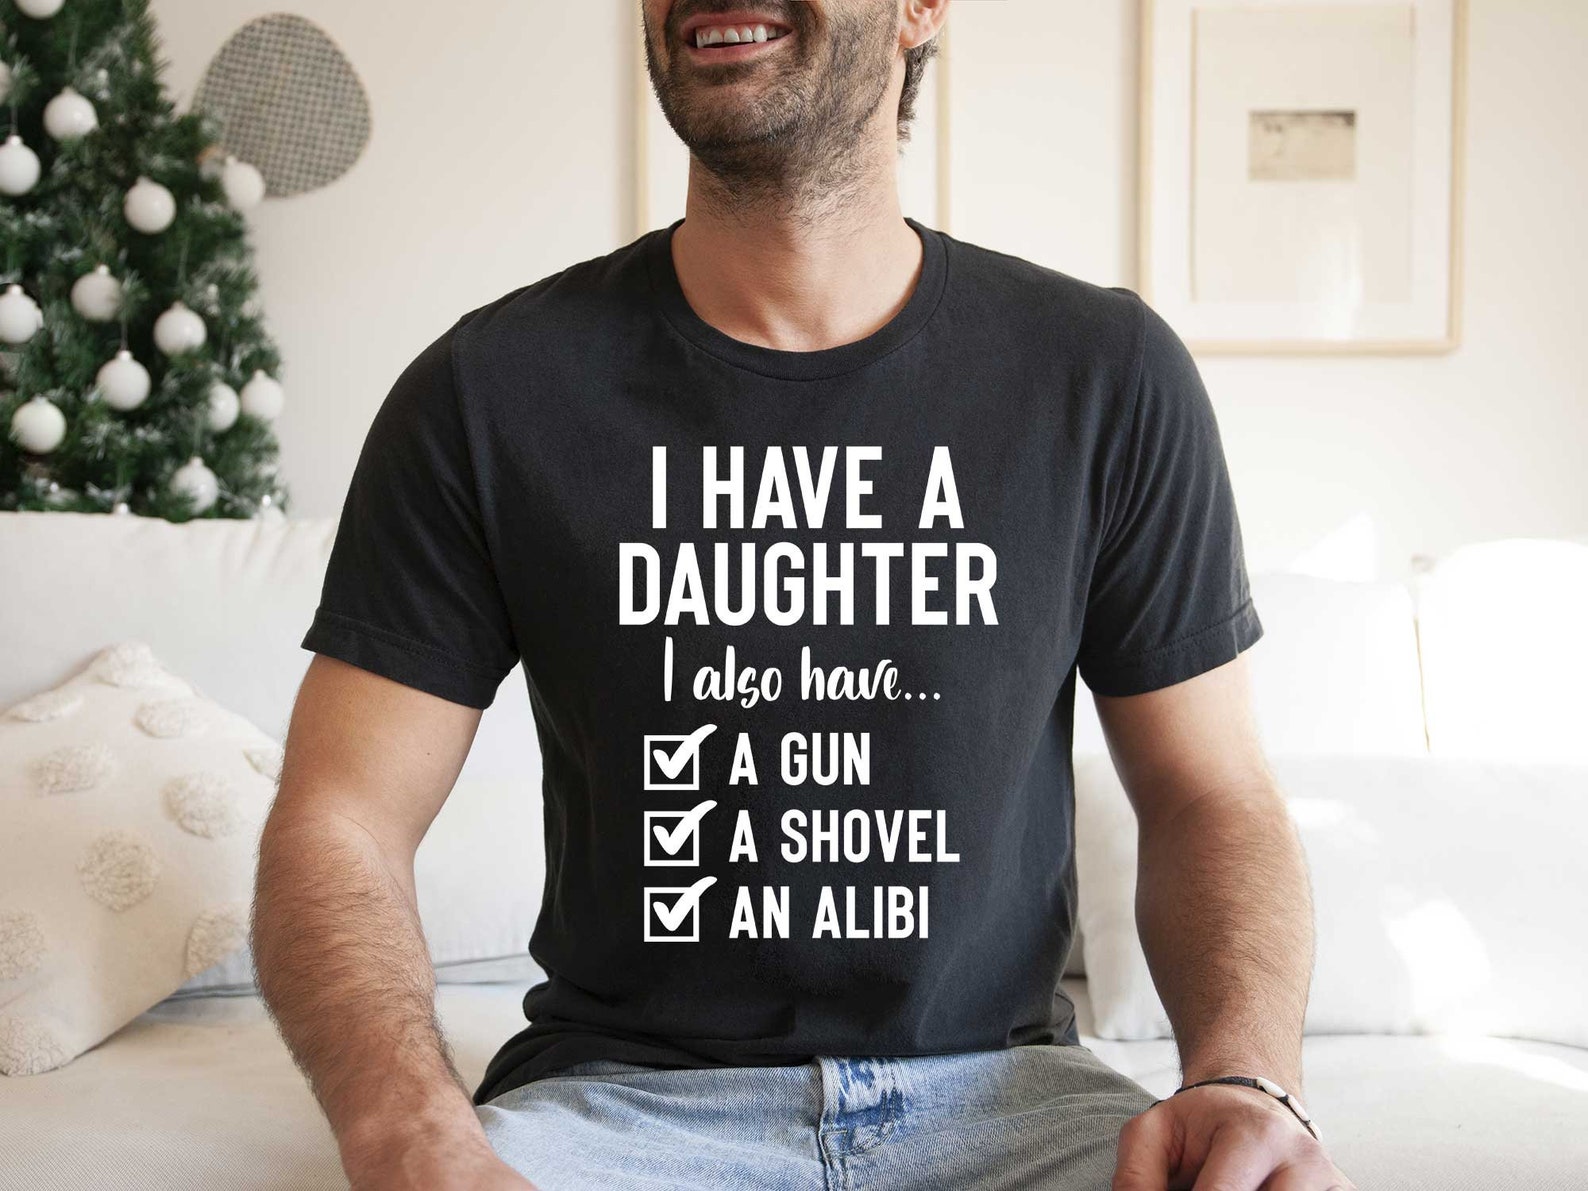 I HAVE A
DAUGHTER
I also have...
A GUN
A SHOVEL
AN ALIBI